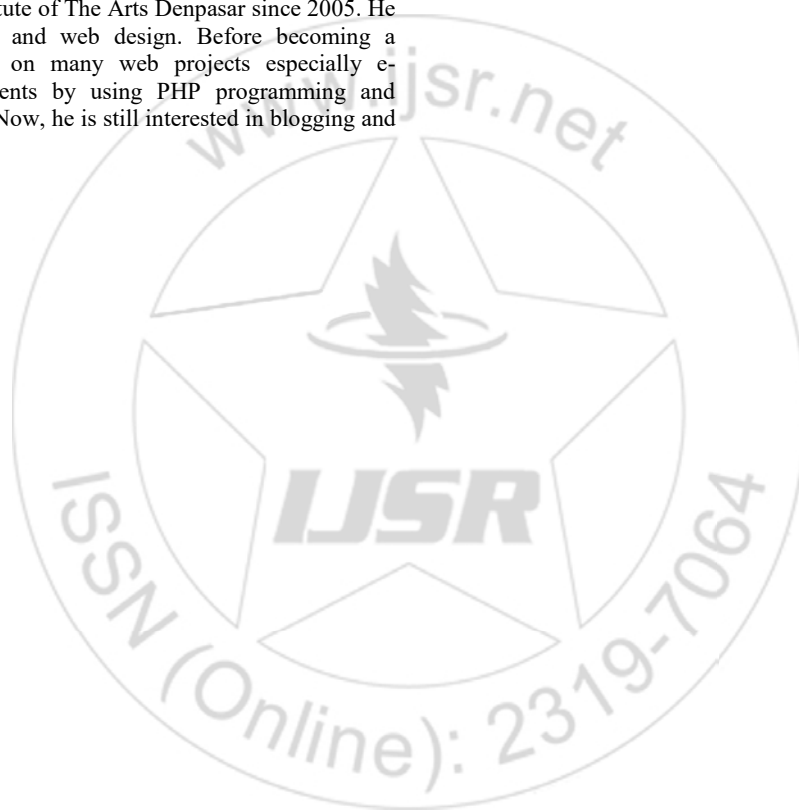 tute of The Arts Denpasar since 2005. He
and web design. Before becoming a
on many web projects especially e-
ents by using PHP programming and
Now, he is still interested in blogging and
www.ijsr.net
IJSR
ISSN (Online): 2319-7064